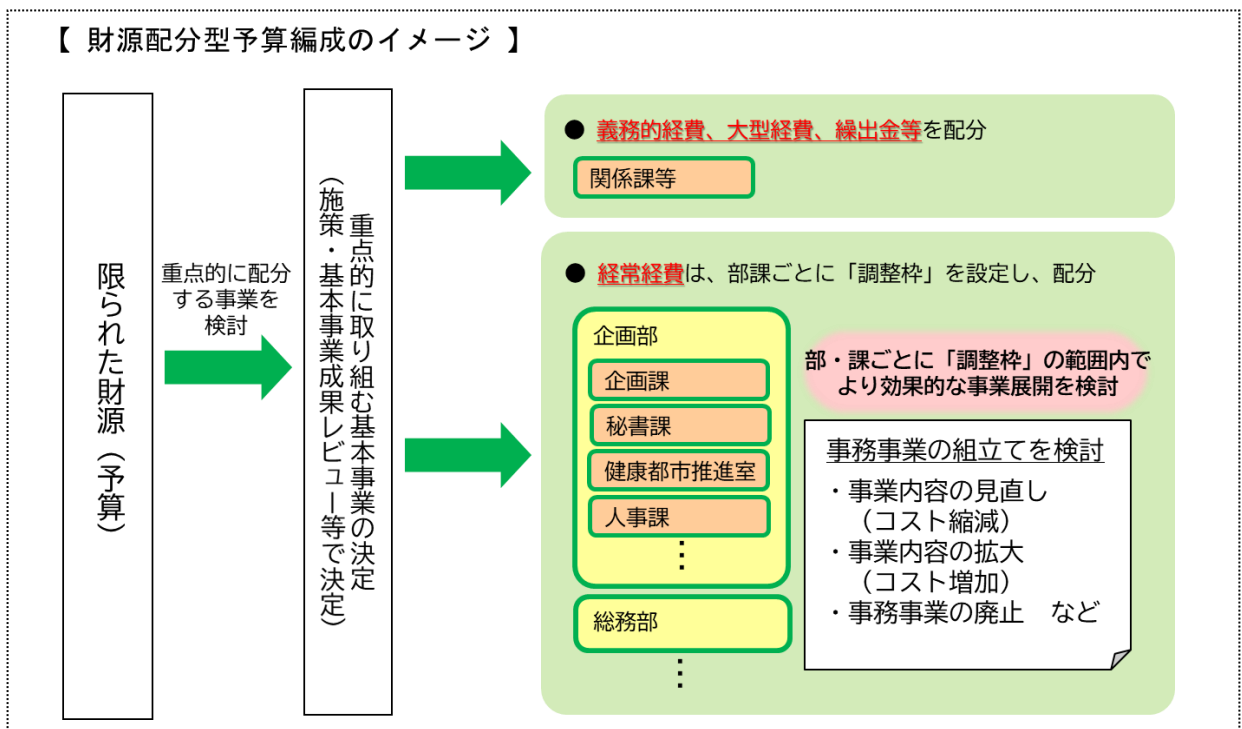 【 財源配分型予算編成のイメージ 】
限られた財源（予算）
重点的に配分
する事業を
検討
重点的に取り組む基本事業の決定
（施策・基本事業成果レビュー等で決定）
● 義務的経費、大型経費、繰出金等を配分
関係課等
● 経常経費は、部課ごとに「調整枠」を設定し、配分
企画部
企画課
秘書課
健康都市推進室
人事課
⋮
総務部
⋮
部・課ごとに「調整枠」の範囲内で
より効果的な事業展開を検討
事務事業の組立てを検討
・事業内容の見直し
（コスト縮減）
・事業内容の拡大
（コスト増加）
・事務事業の廃止　など